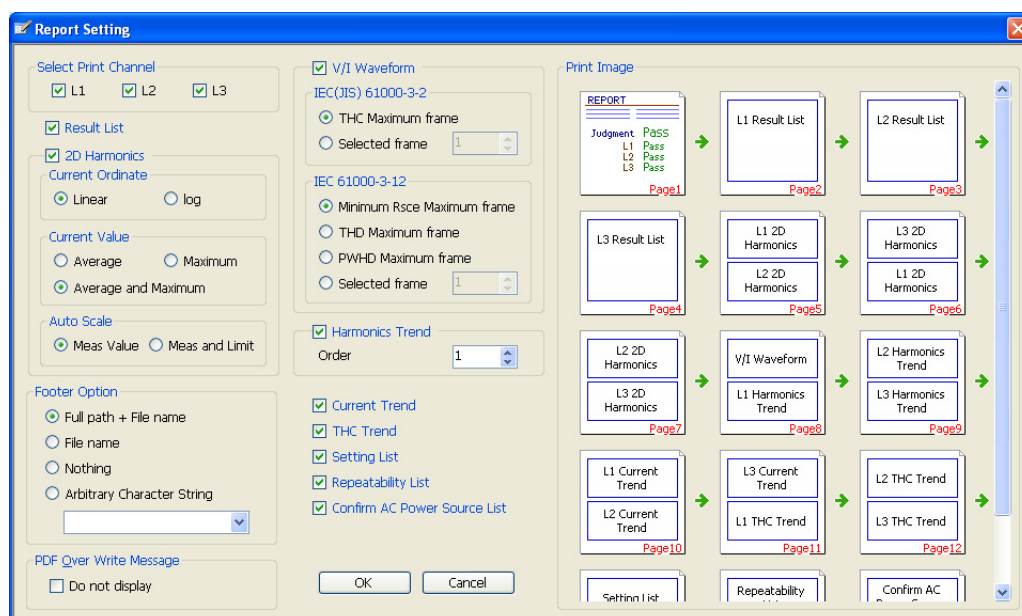 Report Setting
Select Print Channel
L1 L2 L3
Result List
2D Harmonics
Current Ordinate
Linear log
Current Value
Average Maximum
Average and Maximum
Auto Scale
Meas Value Meas and Limit
Footer Option
Full path + File name
File name
Nothing
Arbitrary Character String
PDF Over Write Message
Do not display
V/I Waveform
IEC(JIS) 61000-3-2
THC Maximum frame
Selected frame 1
IEC 61000-3-12
Minimum Rsce Maximum frame
THD Maximum frame
PWHD Maximum frame
Selected frame 1
Harmonics Trend
Order 1
Current Trend
THC Trend
Setting List
Repeatability List
Confirm AC Power Source List
OK Cancel
Print Image
REPORT
Judgment Pass
L1 Pass
L2 Pass
L3 Pass
Page1
L1 Result List
Page2
L2 Result List
Page3
L3 Result List
Page4
L1 2D
Harmonics
L2 2D
Harmonics
Page5
L3 2D
Harmonics
L1 2D
Harmonics
Page6
L2 2D
Harmonics
L3 2D
Harmonics
Page7
V/I Waveform
L1 Harmonics
Trend
Page8
L2 Harmonics
Trend
L3 Harmonics
Trend
Page9
L1 Current
Trend
L2 Current
Trend
Page10
L3 Current
Trend
L1 THC Trend
Page11
L2 THC Trend
L3 THC Trend
Page12
Setting List
Repeatability
Confirm AC